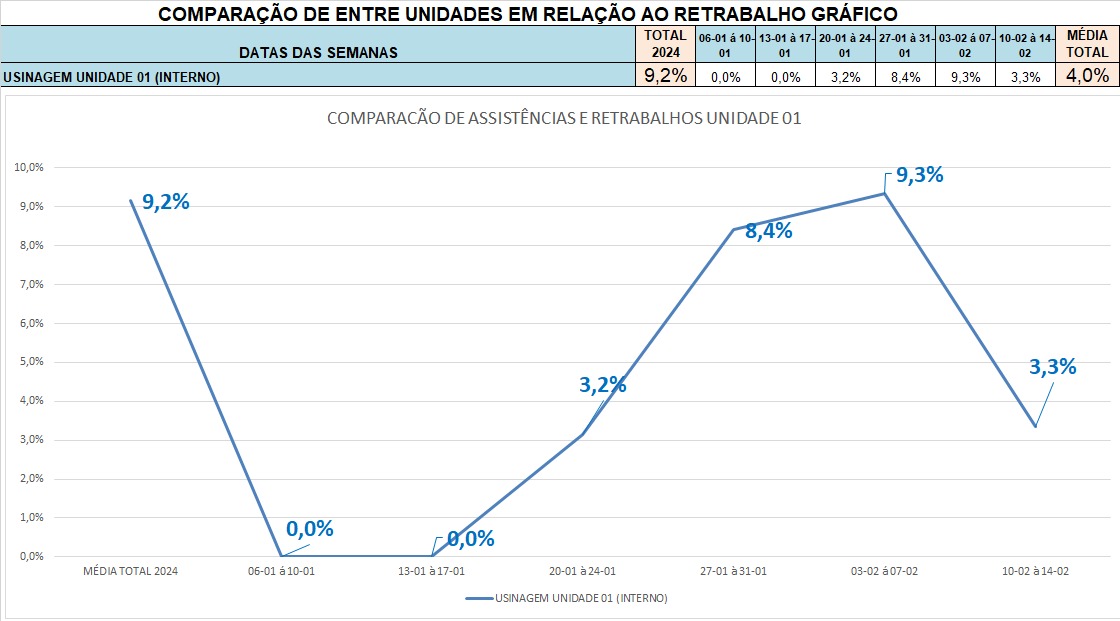 COMPARAÇÃO DE ENTRE UNIDADES EM RELAÇÃO AO RETRABALHO GRÁFICO
DATAS DAS SEMANAS
TOTAL
2024
06-01 á 10-
01
13-01 á 17-
01
20-01 á 24-
01
27-01 á 31-
01
03-02 á 07-
02
10-02 á 14-
02
MÉDIA
TOTAL
USINAGEM UNIDADE 01 (INTERNO) 9,2% 0,0% 0,0% 3,2% 8,4% 9,3% 3,3% 4,0%
COMPARACÃO DE ASSISTÊNCIAS E RETRABALHOS UNIDADE 01
10,0%
9,0%
8,0%
7,0%
6,0%
5,0%
4,0%
3,0%
2,0%
1,0%
0,0%
9,2%
0,0%
0,0%
3,2%
8,4%
9,3%
3,3%
MÉDIA TOTAL 2024 06-01 à 10-01 13-01 à 17-01 20-01 à 24-01 27-01 à 31-01 03-02 à 07-02 10-02 à 14-02
USINAGEM UNIDADE 01 (INTERNO)